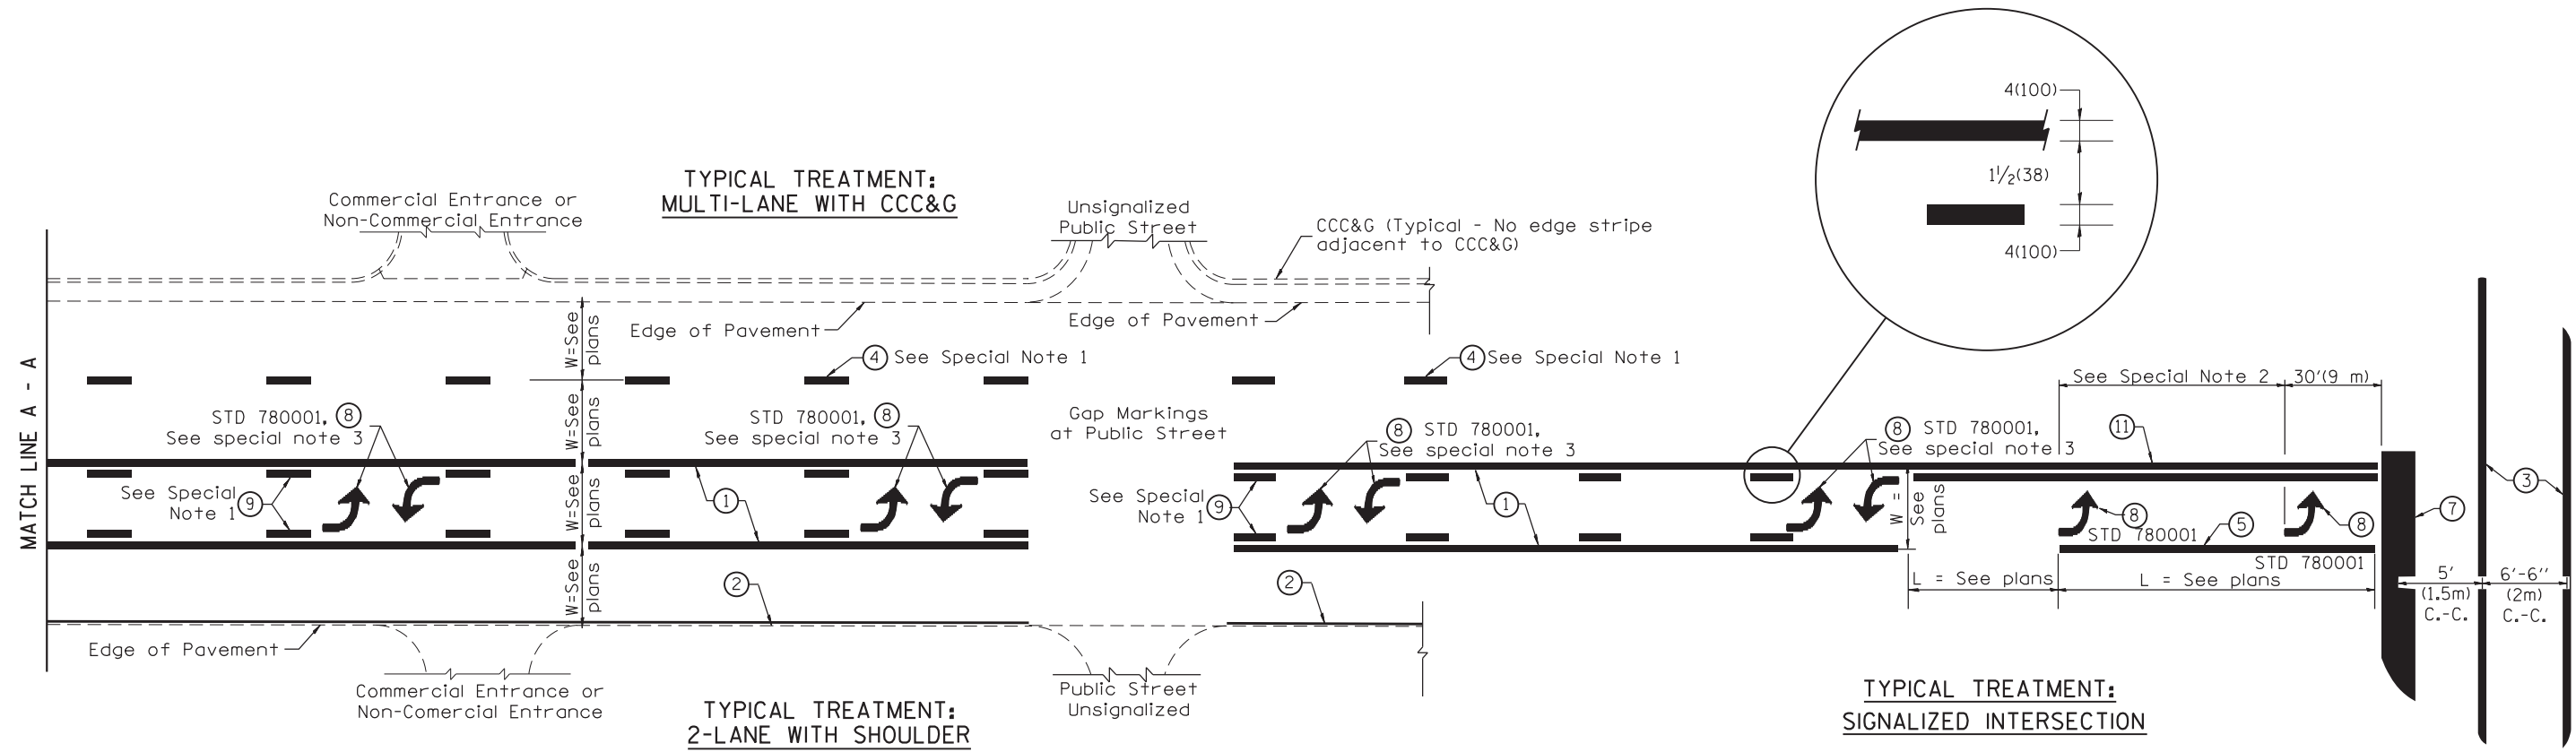 4(100)
1 1/2(38)
4(100)
TYPICAL TREATMENT:
MULTI-LANE WITH CCC&G
Commercial Entrance or
Non-Commercial Entrance
Unsignalized
Public Street
CCC&G (Typical - No edge stripe
adjacent to CCC&G)
Edge of Pavement
Edge of Pavement
W=See
plans
4 See Special Note 1
4 See Special Note 1
MATCH LINE A - A
STD 780001, 8
See special note 3
W=See
plans
STD 780001, 8
See special note 3
Gap Markings
at Public Street
8 STD 780001,
See special note 3
8 STD 780001,
See special note 3
See Special Note 2
30'(9 m)
11
See Special
Note 1
9
W=See
plans
1
See Special
Note 1
9
1
W =
See
plans
8
STD 780001
5
8
STD 780001
7
3
L = See plans
L = See plans
5'
(1.5m)
C.-C.
6'-6''
(2m)
C.-C.
W=See
plans
2
2
Edge of Pavement
Commercial Entrance or
Non-Comercial Entrance
Public Street
Unsignalized
TYPICAL TREATMENT:
2-LANE WITH SHOULDER
TYPICAL TREATMENT:
SIGNALIZED INTERSECTION